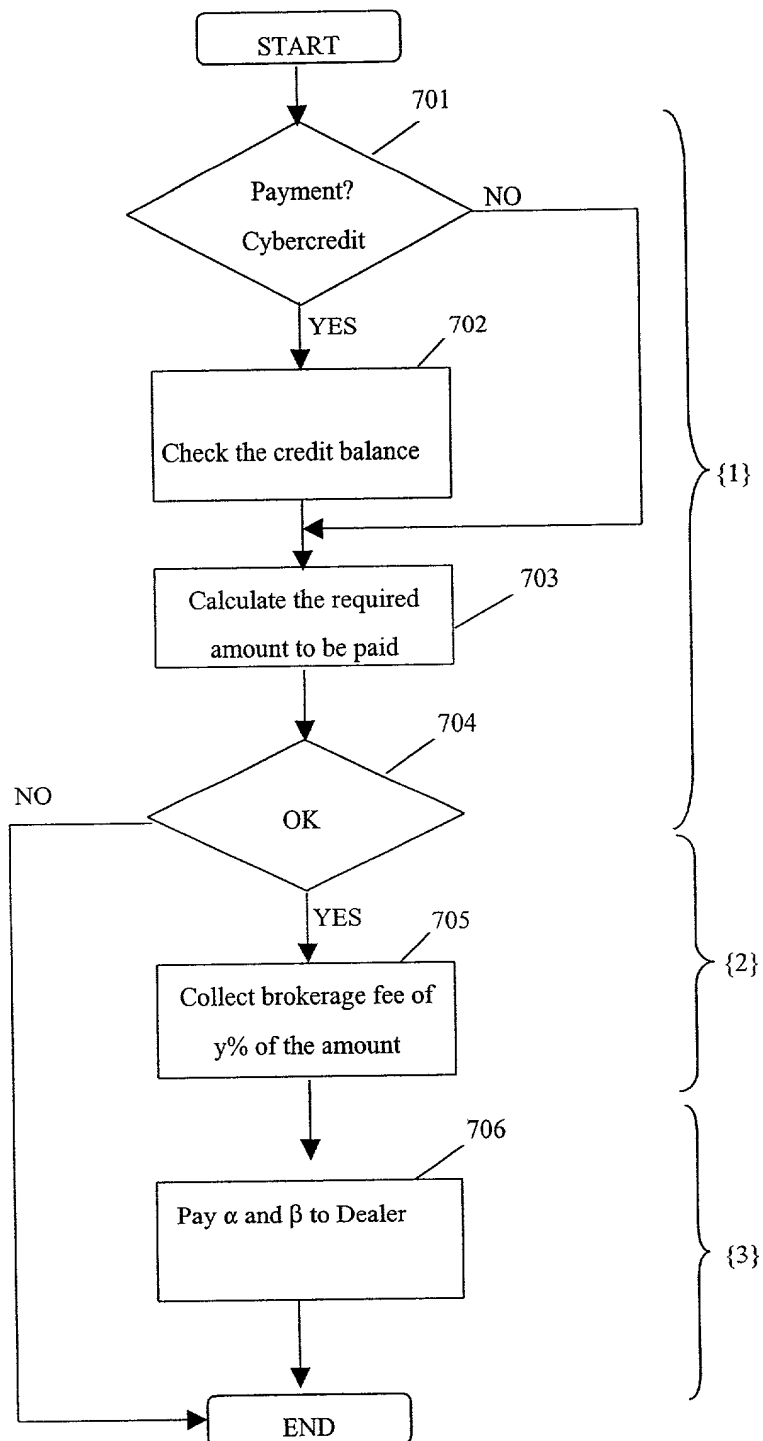 START
701
Payment?
Cybercredit
NO
YES
702
Check the credit balance
{1}
703
Calculate the required
amount to be paid
704
NO
OK
YES
705
Collect brokerage fee of
y% of the amount
{2}
706
Pay α and β to Dealer
{3}
END